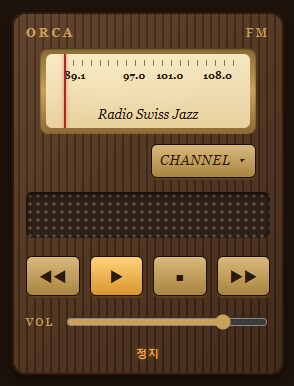 ORCA FM
89.1 97.0 101.0 108.0
Radio Swiss Jazz
CHANNEL
VOL
정지